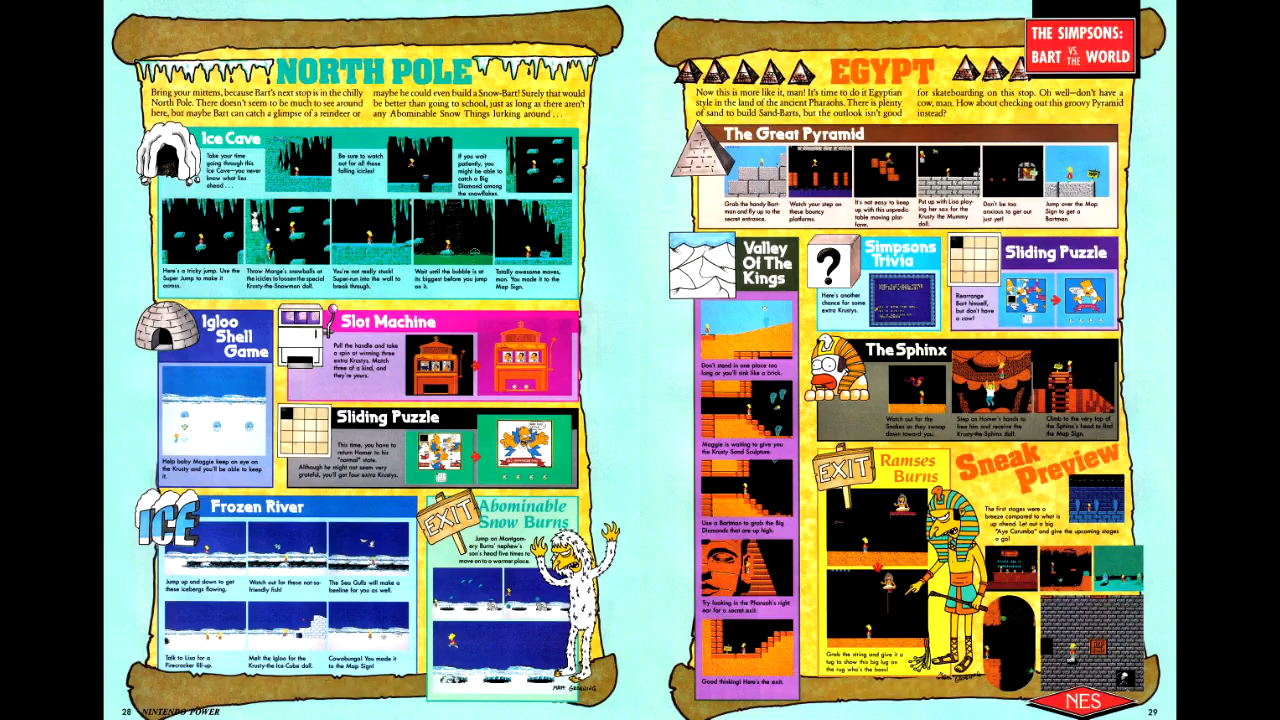 NORTH POLE
Bring your mittens, because Bart's next stop is in the chilly
North Pole. There doesn't seem to be much to see around
here, but maybe Bart can catch a glimpse of a reindeer or
maybe he could even build a Snow-Bart! Surely that would
be better than going to school, just as long as there aren't
any Abominable Snow Things lurking around . . .
Ice Cave
Take your time
going through this
Ice Cave—you never
know what lies
ahead . . .
Be sure to watch
out for all these
falling icicles!
If you wait
patiently, you
might be able to
catch a Big
Diamond among
the snowflakes.
Here's a tricky jump. Use the
Super Jump to make it
across.
Throw Marge's snowballs at
the icicles to loosen the special
Krusty-the-Snowman doll.
You're not really stuck!
Super-run into the wall to
break through.
Wait until the bubble is at
its biggest before you jump
on it.
Totally awesome moves,
man. You made it to the
Map Sign.
Igloo
Shell
Game
Help baby Maggie keep an eye on
the Krusty and you'll be able to keep
it.
Slot Machine
Pull the handle and take
a spin at winning three
extra Krustys. Match
three of a kind, and
they're yours.
Sliding Puzzle
This time, you have to
return Homer to his
"normal" state.
Although he might not seem very
grateful, you'll get four extra Krustys.
ICE
Frozen River
Jump up and down to get
these icebergs flowing.
Watch out for these not-so-
friendly fish!
The Sea Gulls will make a
beeline for you as well.
Talk to Lisa for a
Firecracker fill-up.
Melt the Igloo for the
Krusty-the-Ice-Cube doll.
Cowabunga! You made it
to the Map Sign!
EXIT
Abominable
Snow Burns
Jump on Montgom-
ery Burns' nephew's
son's head five times to
move on to a warmer place.
MATT GROENING
28 NINTENDO POWER
THE SIMPSONS:
BART VS. THE WORLD
EGYPT
Now this is more like it, man! It's time to do it Egyptian
style in the land of the ancient Pharaohs. There is plenty
of sand to build Sand-Barts, but the outlook isn't good
for skateboarding on this stop. Oh well—don't have a
cow, man. How about checking out this groovy Pyramid
instead?
The Great Pyramid
Grab the handy Bart-
man and fly up to the
secret entrance.
Watch your step on
these bouncy
platforms.
It's not easy to keep
up with this unpredic-
table moving plat-
form.
Put up with Lisa play-
ing her sax for the
Krusty the Mummy
doll.
Don't be too
anxious to get out
just yet!
Jump over the Map
Sign to get a
Bartman.
Valley
Of The
Kings
Don't stand in one place too
long or you'll sink like a brick.
Maggie is waiting to give you
the Krusty Sand Sculpture.
Use a Bartman to grab the Big
Diamonds that are up high.
Try looking in the Pharaoh's right
ear for a secret exit.
Good thinking! Here's the exit.
?
Simpsons
Trivia
Here's another
chance for some
extra Krustys.
Sliding Puzzle
Rearrange
Bart himself,
but don't have
a cow!
The Sphinx
Watch out for the
Snakes as they swoop
down toward you.
Step on Homer's hands to
free him and receive the
Krusty-the-Sphinx doll.
Climb to the very top of
the Sphinx's head to find
the Map Sign.
EXIT
Ramses
Burns
Grab the string and give it a
tug to show this big lug on
the rug who's the boss!
MATT GROENING
Sneak
Preview
The first stages were a
breeze compared to what is
up ahead. Let out a big
"Aye Carumba" and give the upcoming stages
a go!
NES
29